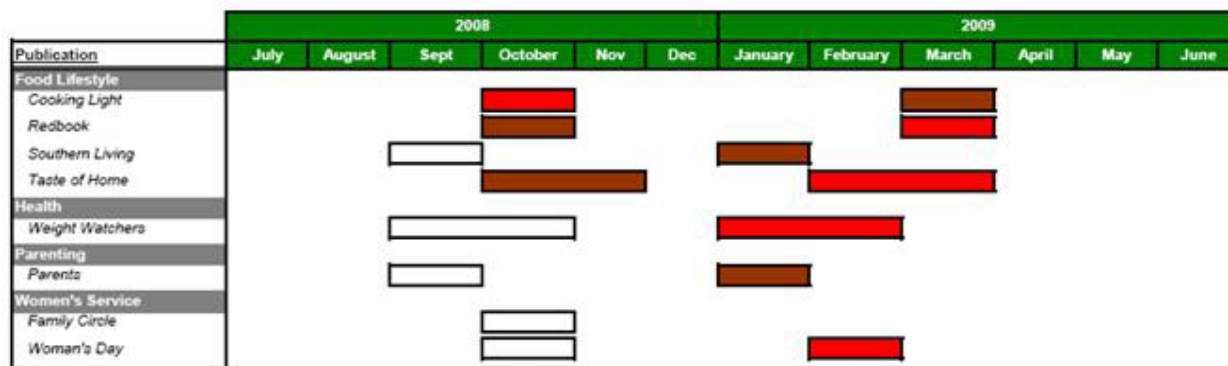 2008 2009
Publication July August Sept October Nov Dec January February March April May June
Food Lifestyle
Cooking Light
Redbook
Southern Living
Taste of Home
Health
Weight Watchers
Parenting
Parents
Women's Service
Family Circle
Woman's Day